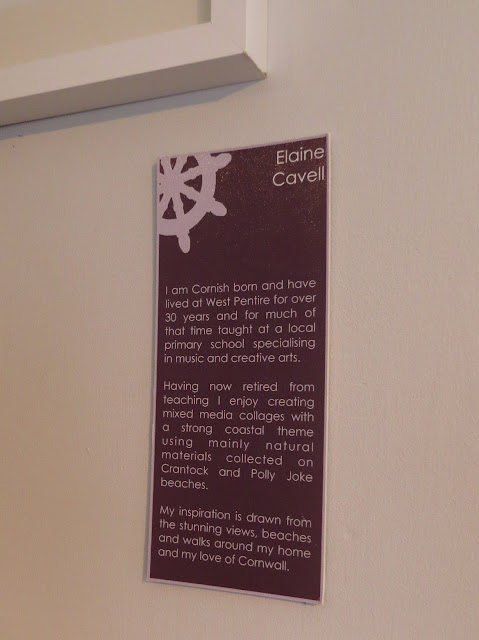 Elaine
Cavell
I am Cornish born and have
lived at West Pentire for over
30 years and for much of
that time taught at a local
primary school specialising
in music and creative arts.
Having now retired from
teaching I enjoy creating
mixed media collages with
a strong coastal theme
using mainly natural
materials collected on
Crantock and Polly Joke
beaches.
My inspiration is drawn from
the stunning views, beaches
and walks around my home
and my love of Cornwall.